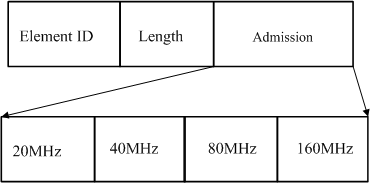 Element ID Length Admission
20MHz 40MHz 80MHz 160MHz